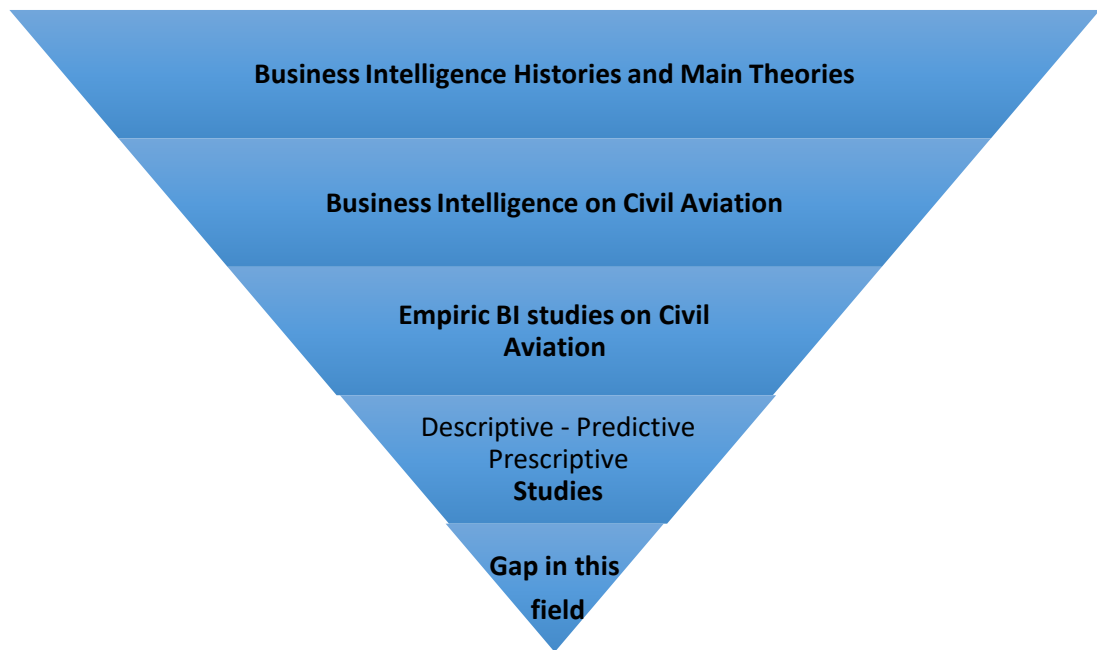 Business Intelligence Histories and Main Theories
Business Intelligence on Civil Aviation
Empiric BI studies on Civil
Aviation
Descriptive - Predictive
Prescriptive
Studies
Gap in this
field